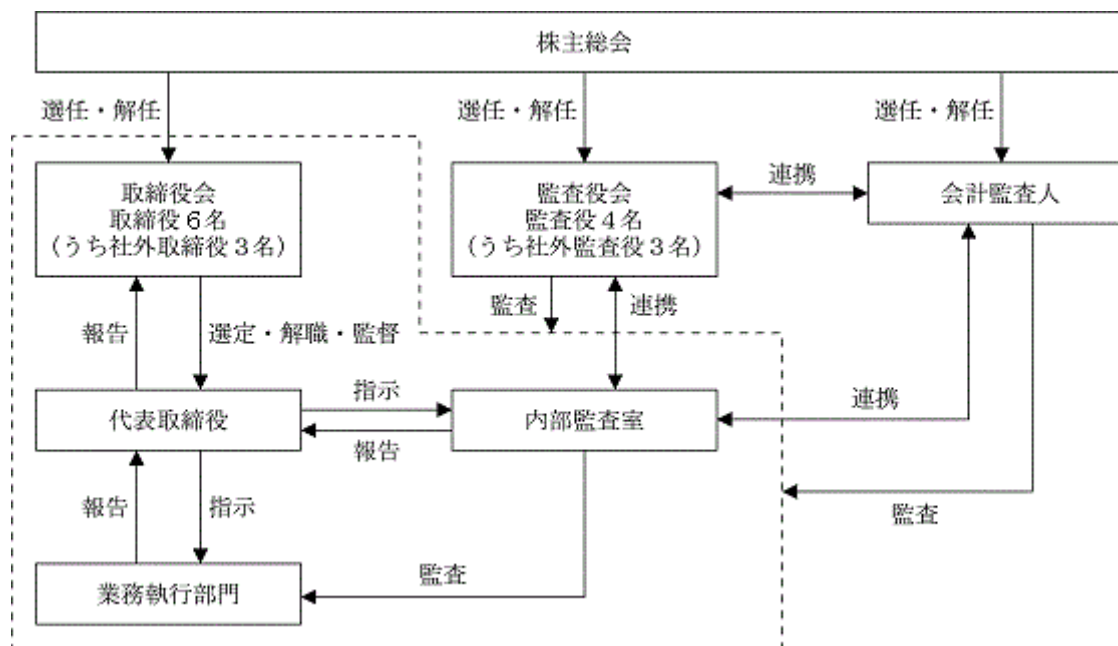 株主総会
選任・解任
選任・解任
選任・解任
取締役会
取締役6名
(うち社外取締役3名)
監査役会
監査役4名
(うち社外監査役3名)
連携
会計監査人
監査
連携
報告
選定・解職・監督
代表取締役
指示
報告
内部監査室
連携
報告
指示
監査
監査
業務執行部門